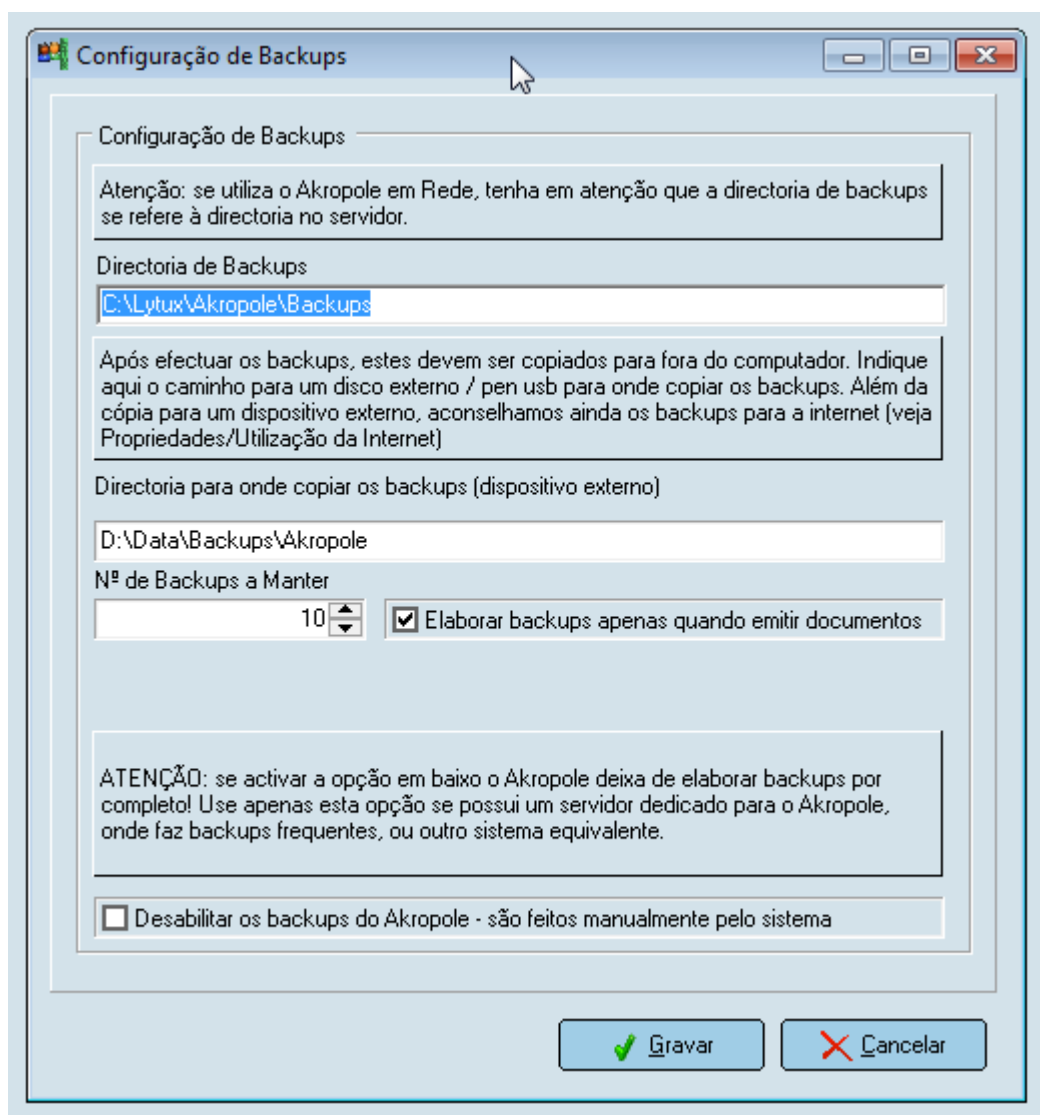 Configuração de Backups
Configuração de Backups
Atenção: se utiliza o Akropole em Rede, tenha em atenção que a directoria de backups
se refere à directoria no servidor.
Directoria de Backups
C:\Lytux\Akropole\Backups
Após efectuar os backups, estes devem ser copiados para fora do computador. Indique
aqui o caminho para um disco externo / pen usb para onde copiar os backups. Além da
cópia para um dispositivo externo, aconselhamos ainda os backups para a internet (veja
Propriedades/Utilização da Internet)
Directoria para onde copiar os backups (dispositivo externo)
D:\Data\Backups\Akropole
Nº de Backups a Manter
10
Elaborar backups apenas quando emitir documentos
ATENÇÃO: se activar a opção em baixo o Akropole deixa de elaborar backups por
completo! Use apenas esta opção se possui um servidor dedicado para o Akropole,
onde faz backups frequentes, ou outro sistema equivalente.
Desabilitar os backups do Akropole - são feitos manualmente pelo sistema
Gravar
Cancelar